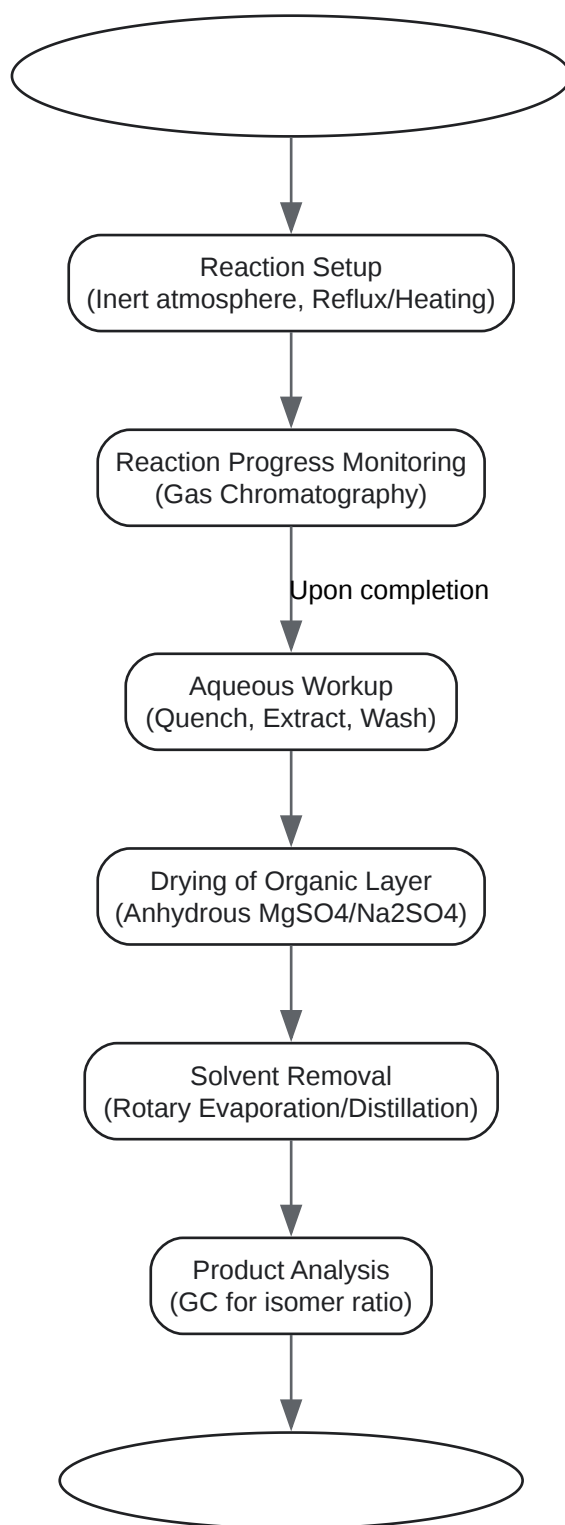 Reaction Setup
(Inert atmosphere, Reflux/Heating)
Reaction Progress Monitoring
(Gas Chromatography)
Upon completion
Aqueous Workup
(Quench, Extract, Wash)
Drying of Organic Layer
(Anhydrous MgSO4/Na2SO4)
Solvent Removal
(Rotary Evaporation/Distillation)
Product Analysis
(GC for isomer ratio)